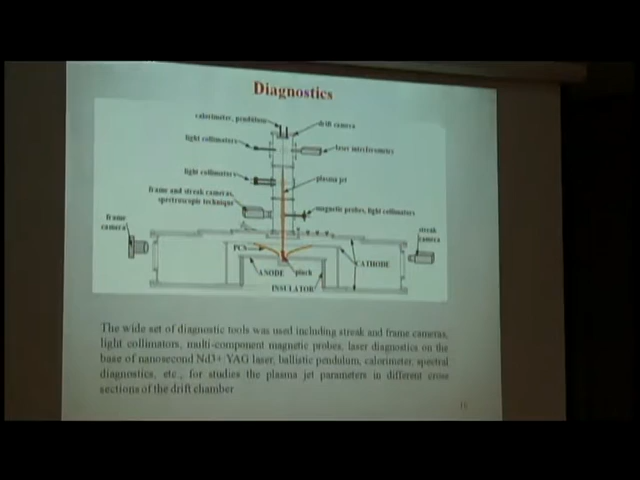 Diagnostics
calorimeter, pendulum
drift camera
light collimators
laser interferometer
light collimators
plasma jet
frame and streak cameras,
spectroscopic technique
magnetic probes, light collimators
frame
camera
streak
camera
PCS
CATHODE
ANODE
pinch
INSULATOR
The wide set of diagnostic tools was used including streak and frame cameras,
light collimators, multi-component magnetic probes, laser diagnostics on the
base of nanosecond Nd3+ YAG laser, ballistic pendulum, calorimeter, spectral
diagnostics, etc., for studies the plasma jet parameters in different cross
sections of the drift chamber